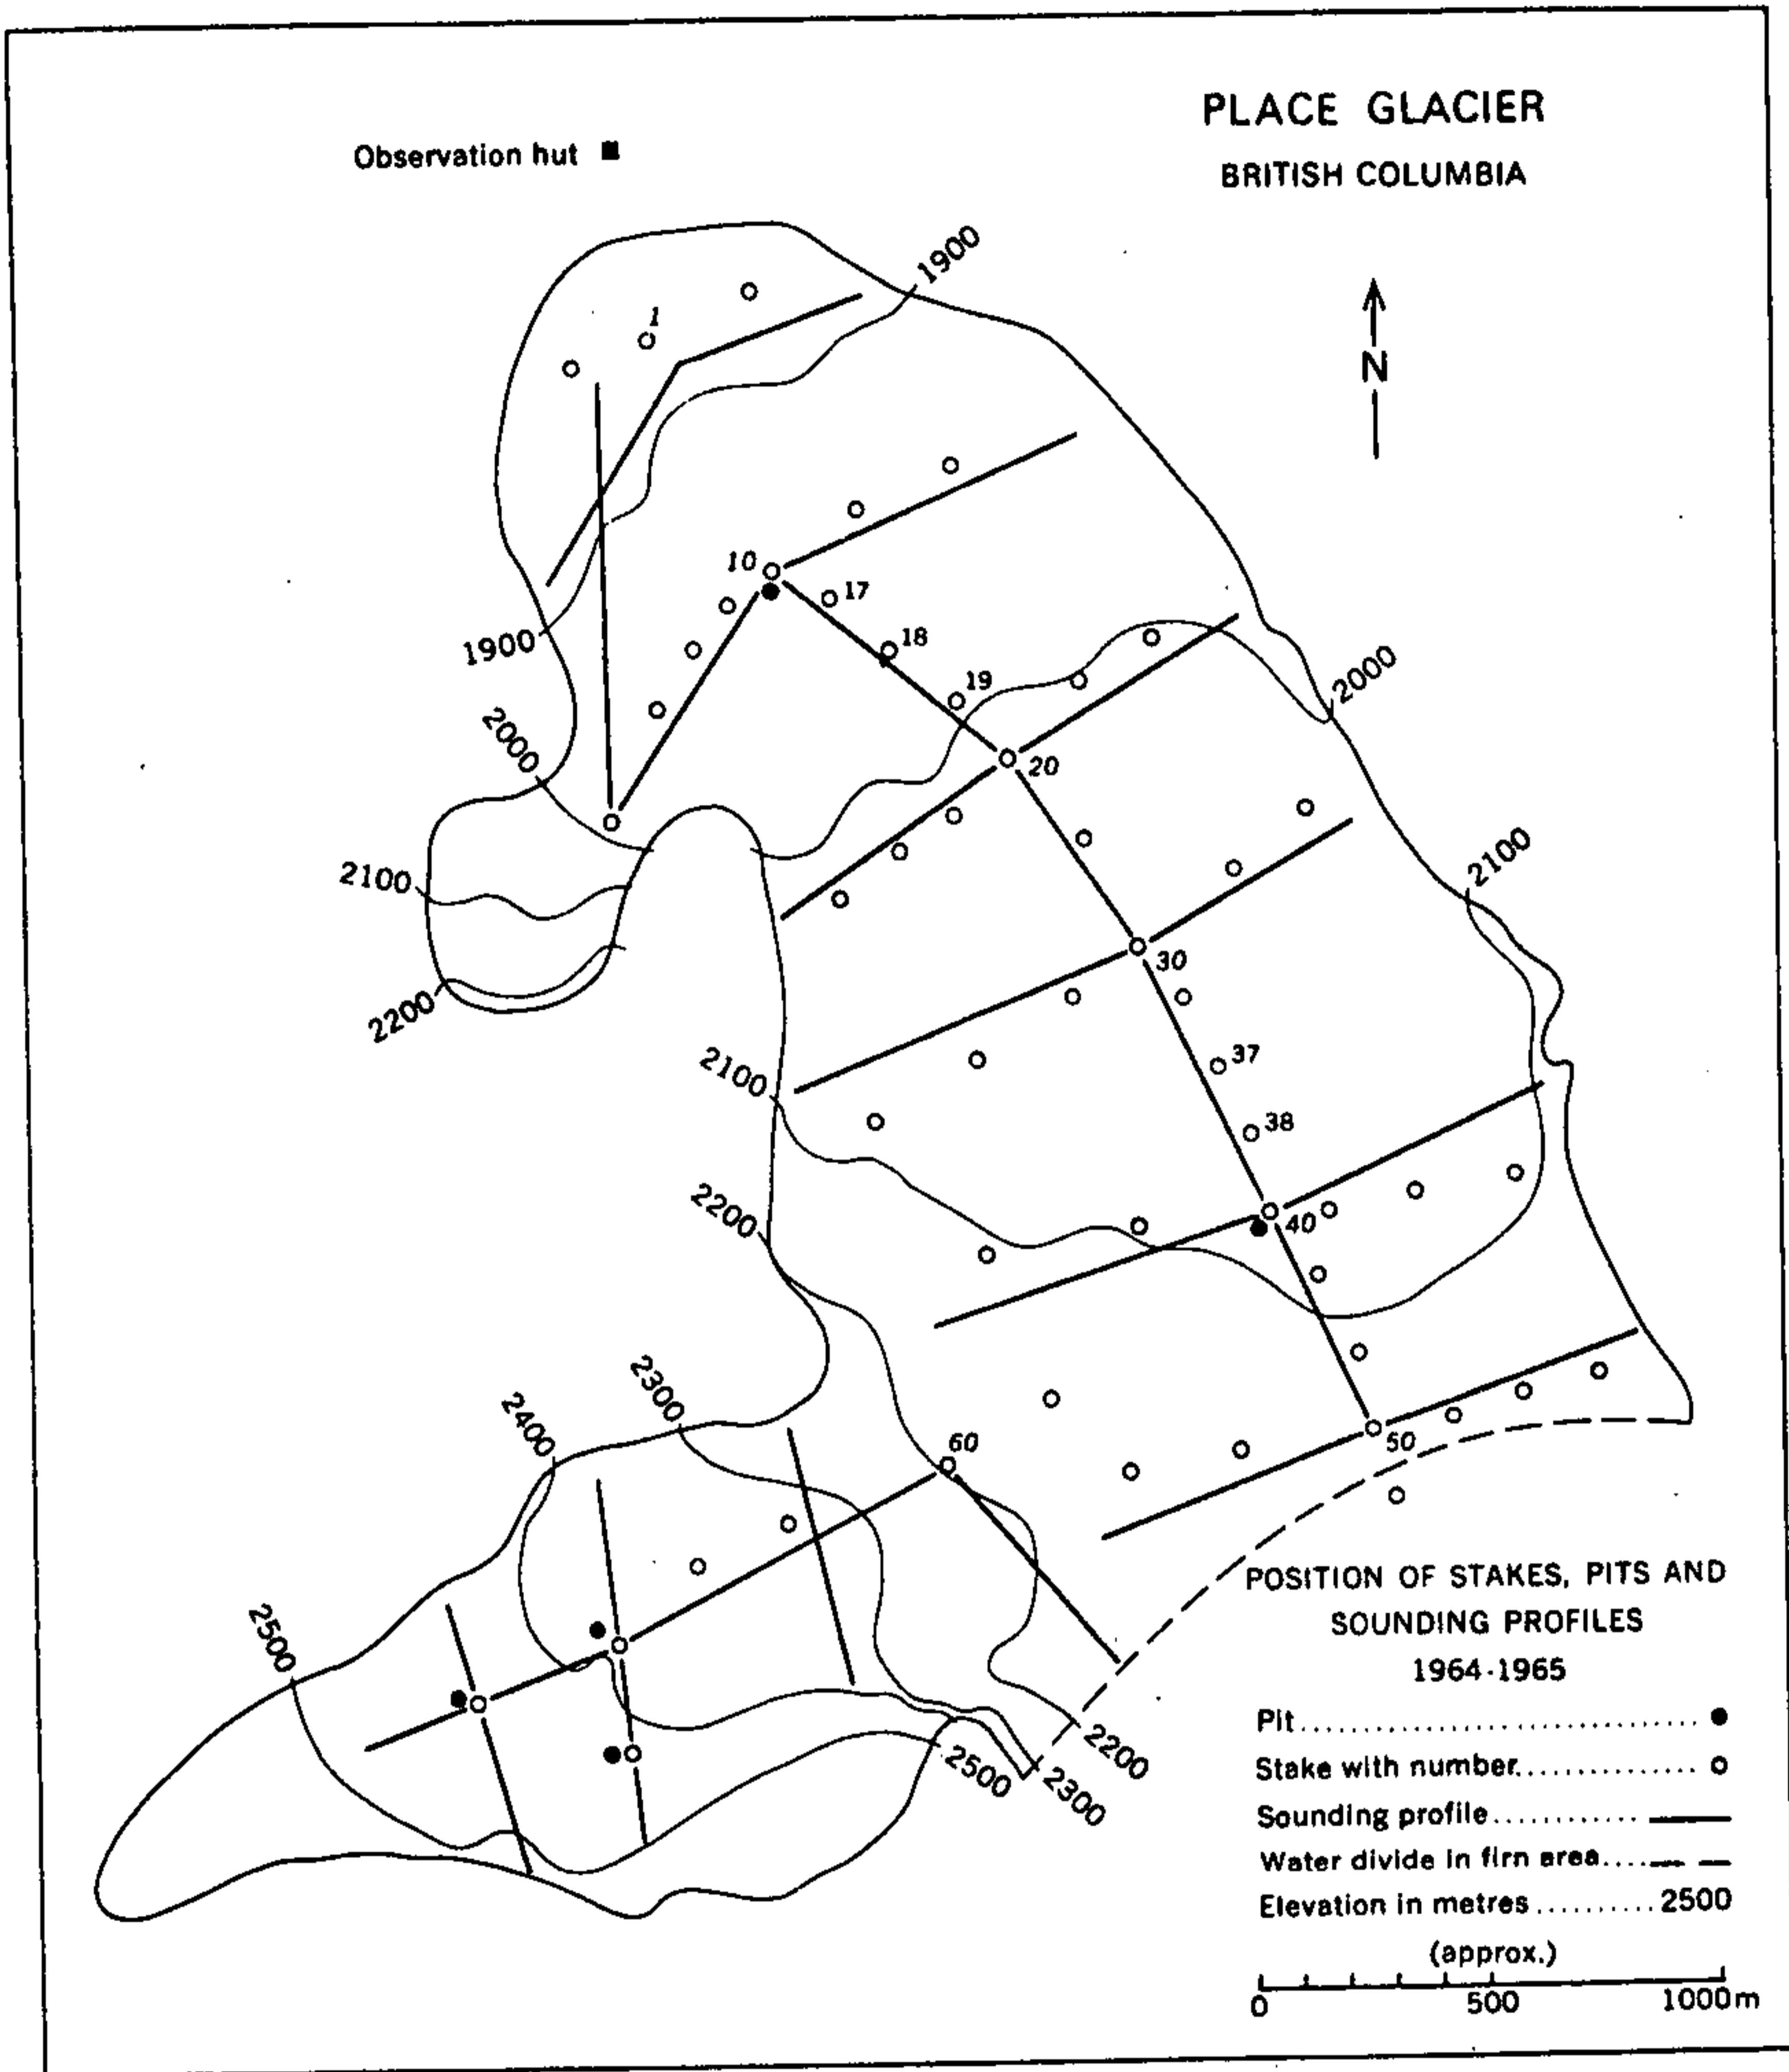 PLACE GLACIER
BRITISH COLUMBIA
Observation hut
1900
N
1
10
17
18
19
1900
2000
2000
20
2100
2100
30
2200
2100
37
38
2200
40
2300
2400
60
50
2500
2200
2500
2300
POSITION OF STAKES, PITS AND
SOUNDING PROFILES
1964-1965
Pit..............................
Stake with number................
Sounding profile............
Water divide in firn area....
Elevation in metres .......... 2500
(approx.)
0 500 1000m